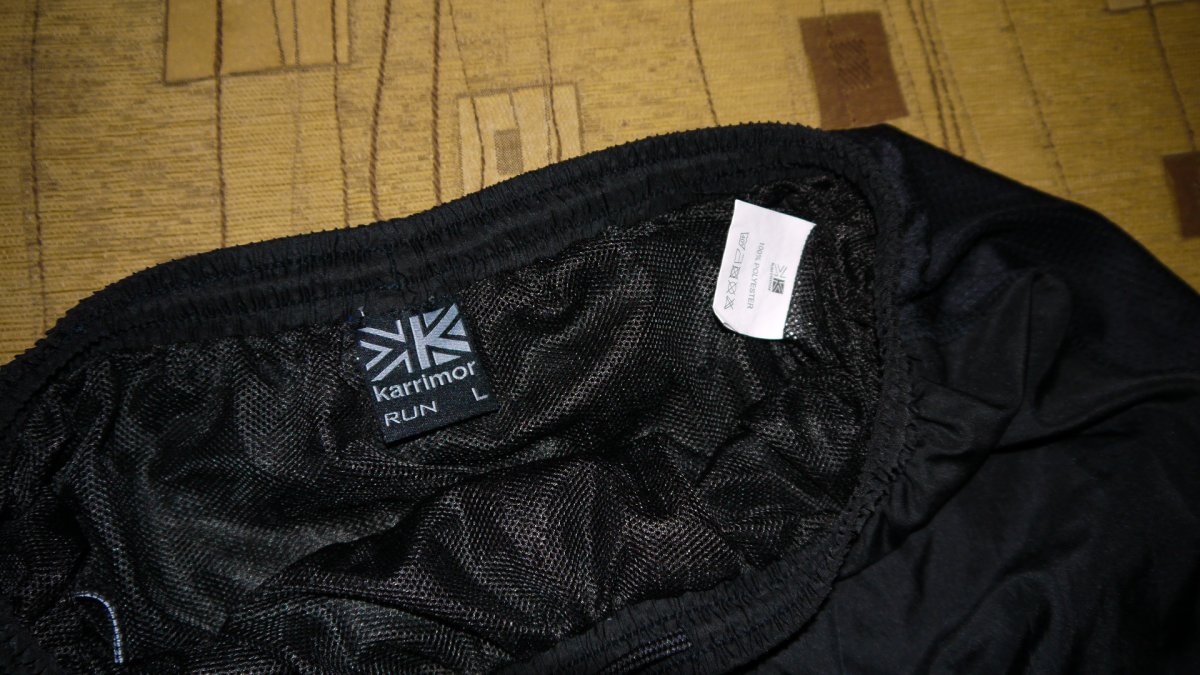 karrimor
RUN L
100% POLYESTER